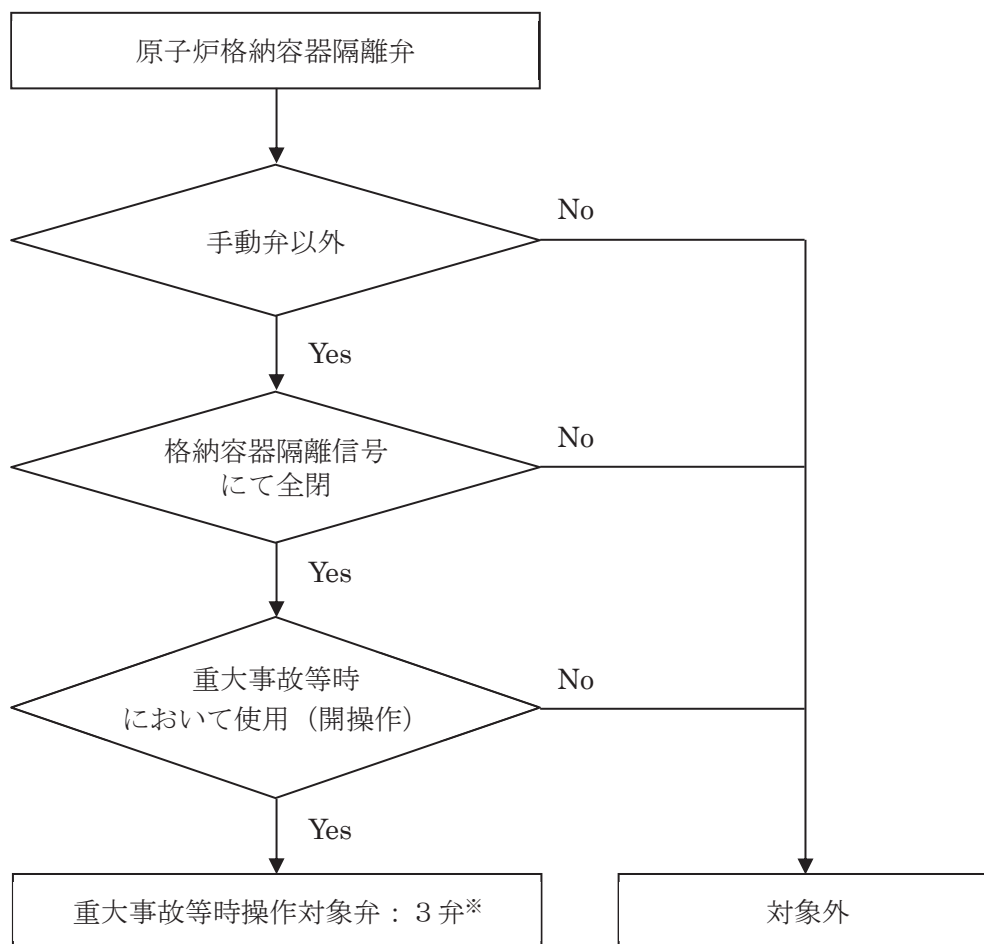 原子炉格納容器隔離弁
手動弁以外
No
Yes
格納容器隔離信号
にて全閉
No
Yes
重大事故等時
において使用（開操作）
No
Yes
重大事故等時操作対象弁：３弁※
対象外